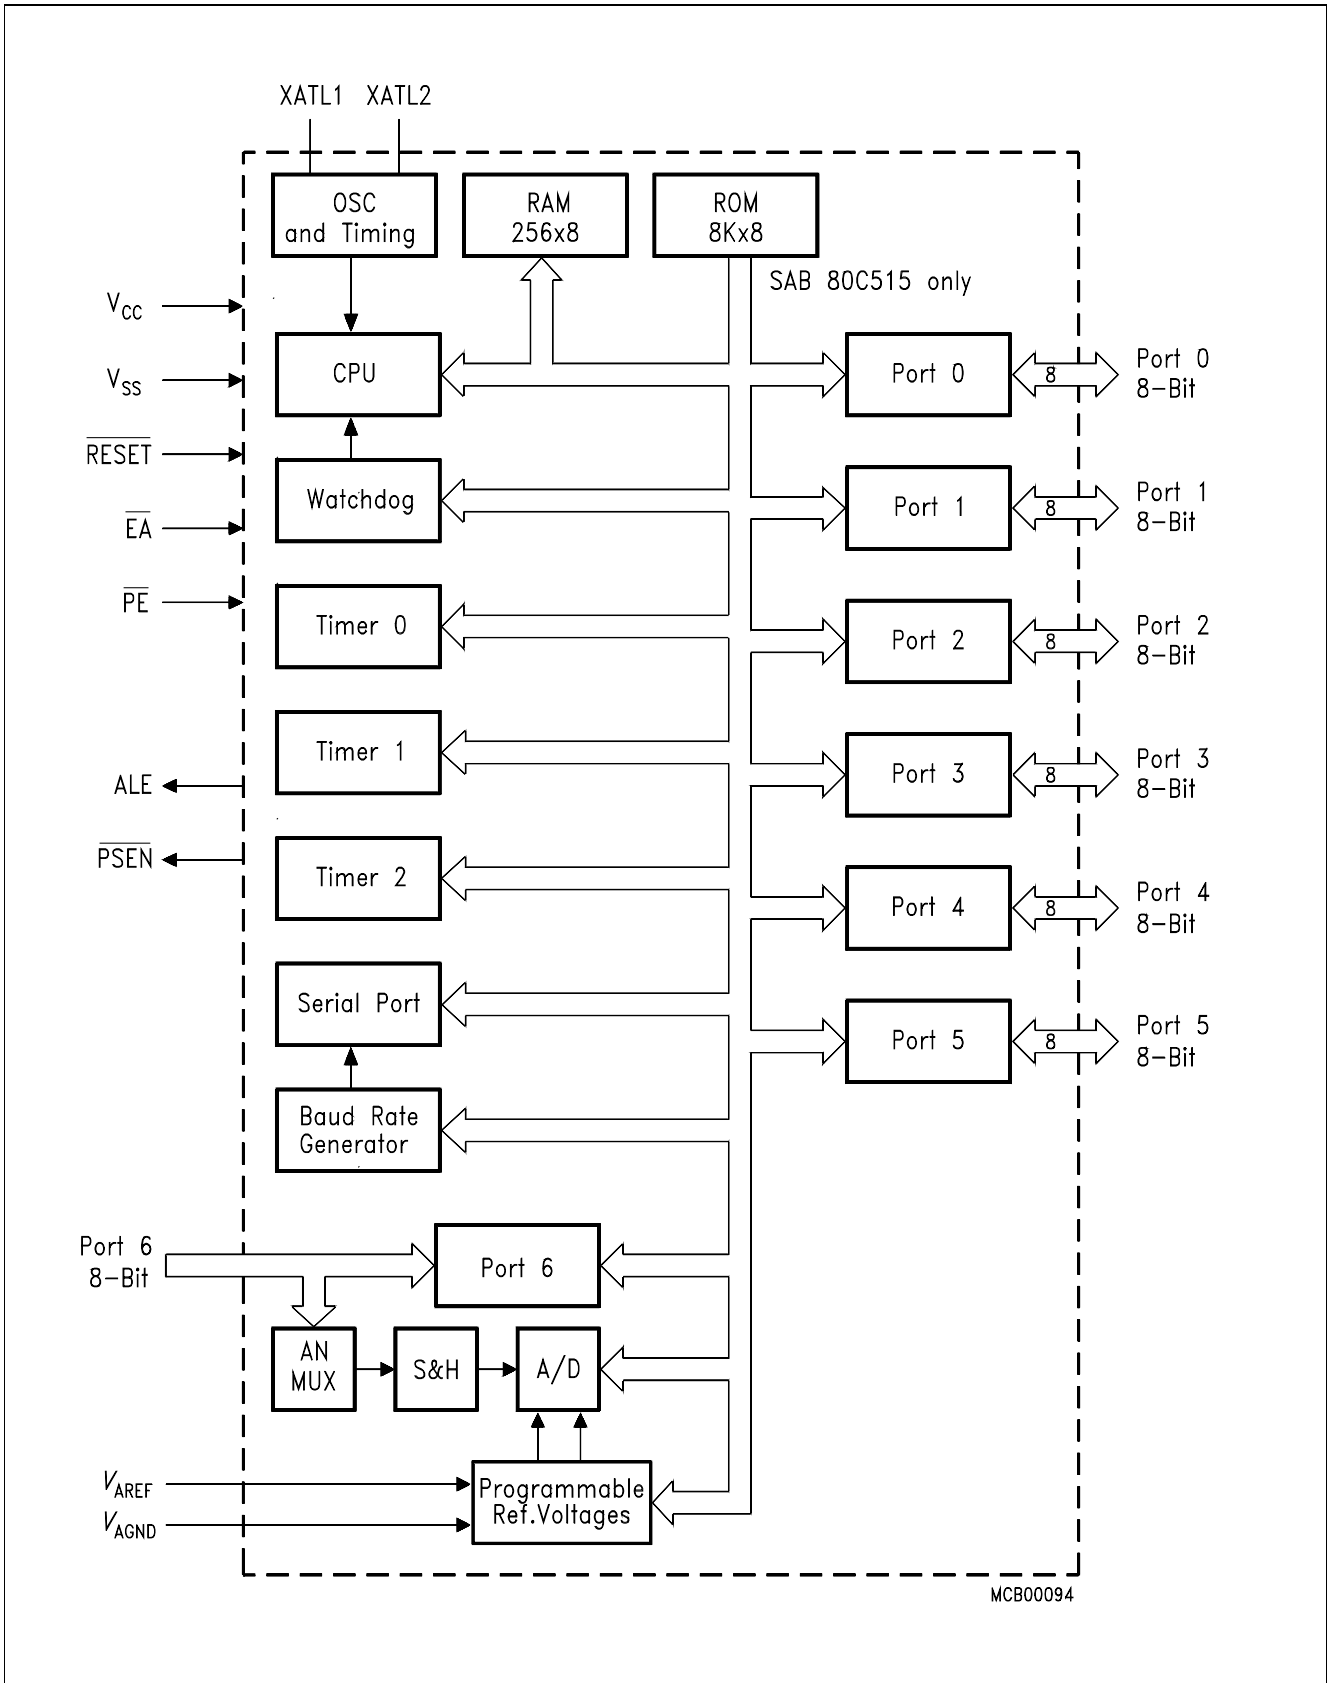 XATL1 XATL2
OSC
and Timing
RAM
256x8
ROM
8Kx8
SAB 80C515 only
VCC
VSS
RESET
EA
PE
ALE
PSEN
CPU
Watchdog
Timer 0
Timer 1
Timer 2
Serial Port
Baud Rate
Generator
Port 0
Port 1
Port 2
Port 3
Port 4
Port 5
8
8
8
8
8
8
Port 0
8-Bit
Port 1
8-Bit
Port 2
8-Bit
Port 3
8-Bit
Port 4
8-Bit
Port 5
8-Bit
Port 6
8-Bit
Port 6
AN
MUX
S&H
A/D
VAREF
VAGND
Programmable
Ref.Voltages
MCB00094